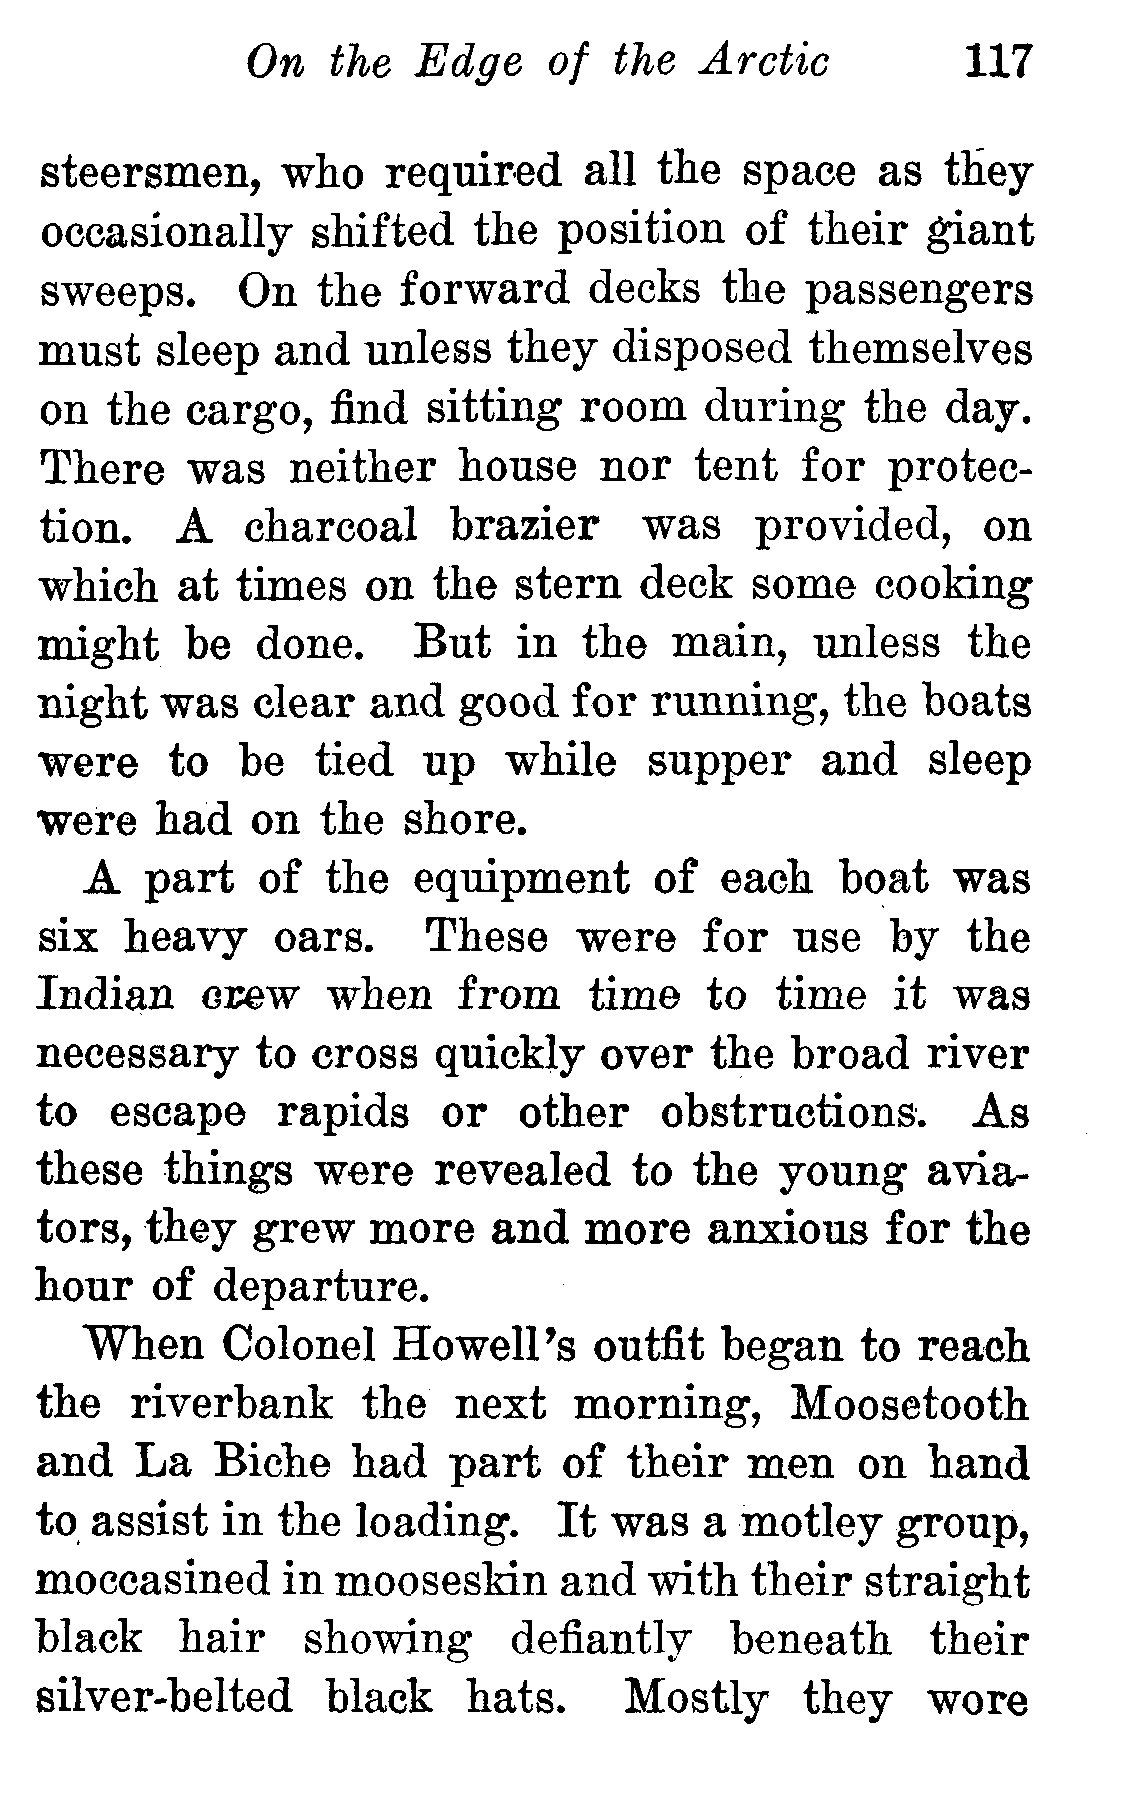 On the Edge of the Arctic 117
steersmen, who required all the space as they
occasionally shifted the position of their giant
sweeps. On the forward decks the passengers
must sleep and unless they disposed themselves
on the cargo, find sitting room during the day.
There was neither house nor tent for protec-
tion. A charcoal brazier was provided, on
which at times on the stern deck some cooking
might be done. But in the main, unless the
night was clear and good for running, the boats
were to be tied up while supper and sleep
were had on the shore.
A part of the equipment of each boat was
six heavy oars. These were for use by the
Indian crew when from time to time it was
necessary to cross quickly over the broad river
to escape rapids or other obstructions. As
these things were revealed to the young avia-
tors, they grew more and more anxious for the
hour of departure.
When Colonel Howell's outfit began to reach
the riverbank the next morning, Moosetooth
and La Biche had part of their men on hand
to assist in the loading. It was a motley group,
moccasined in mooseskin and with their straight
black hair showing defiantly beneath their
silver-belted black hats. Mostly they wore